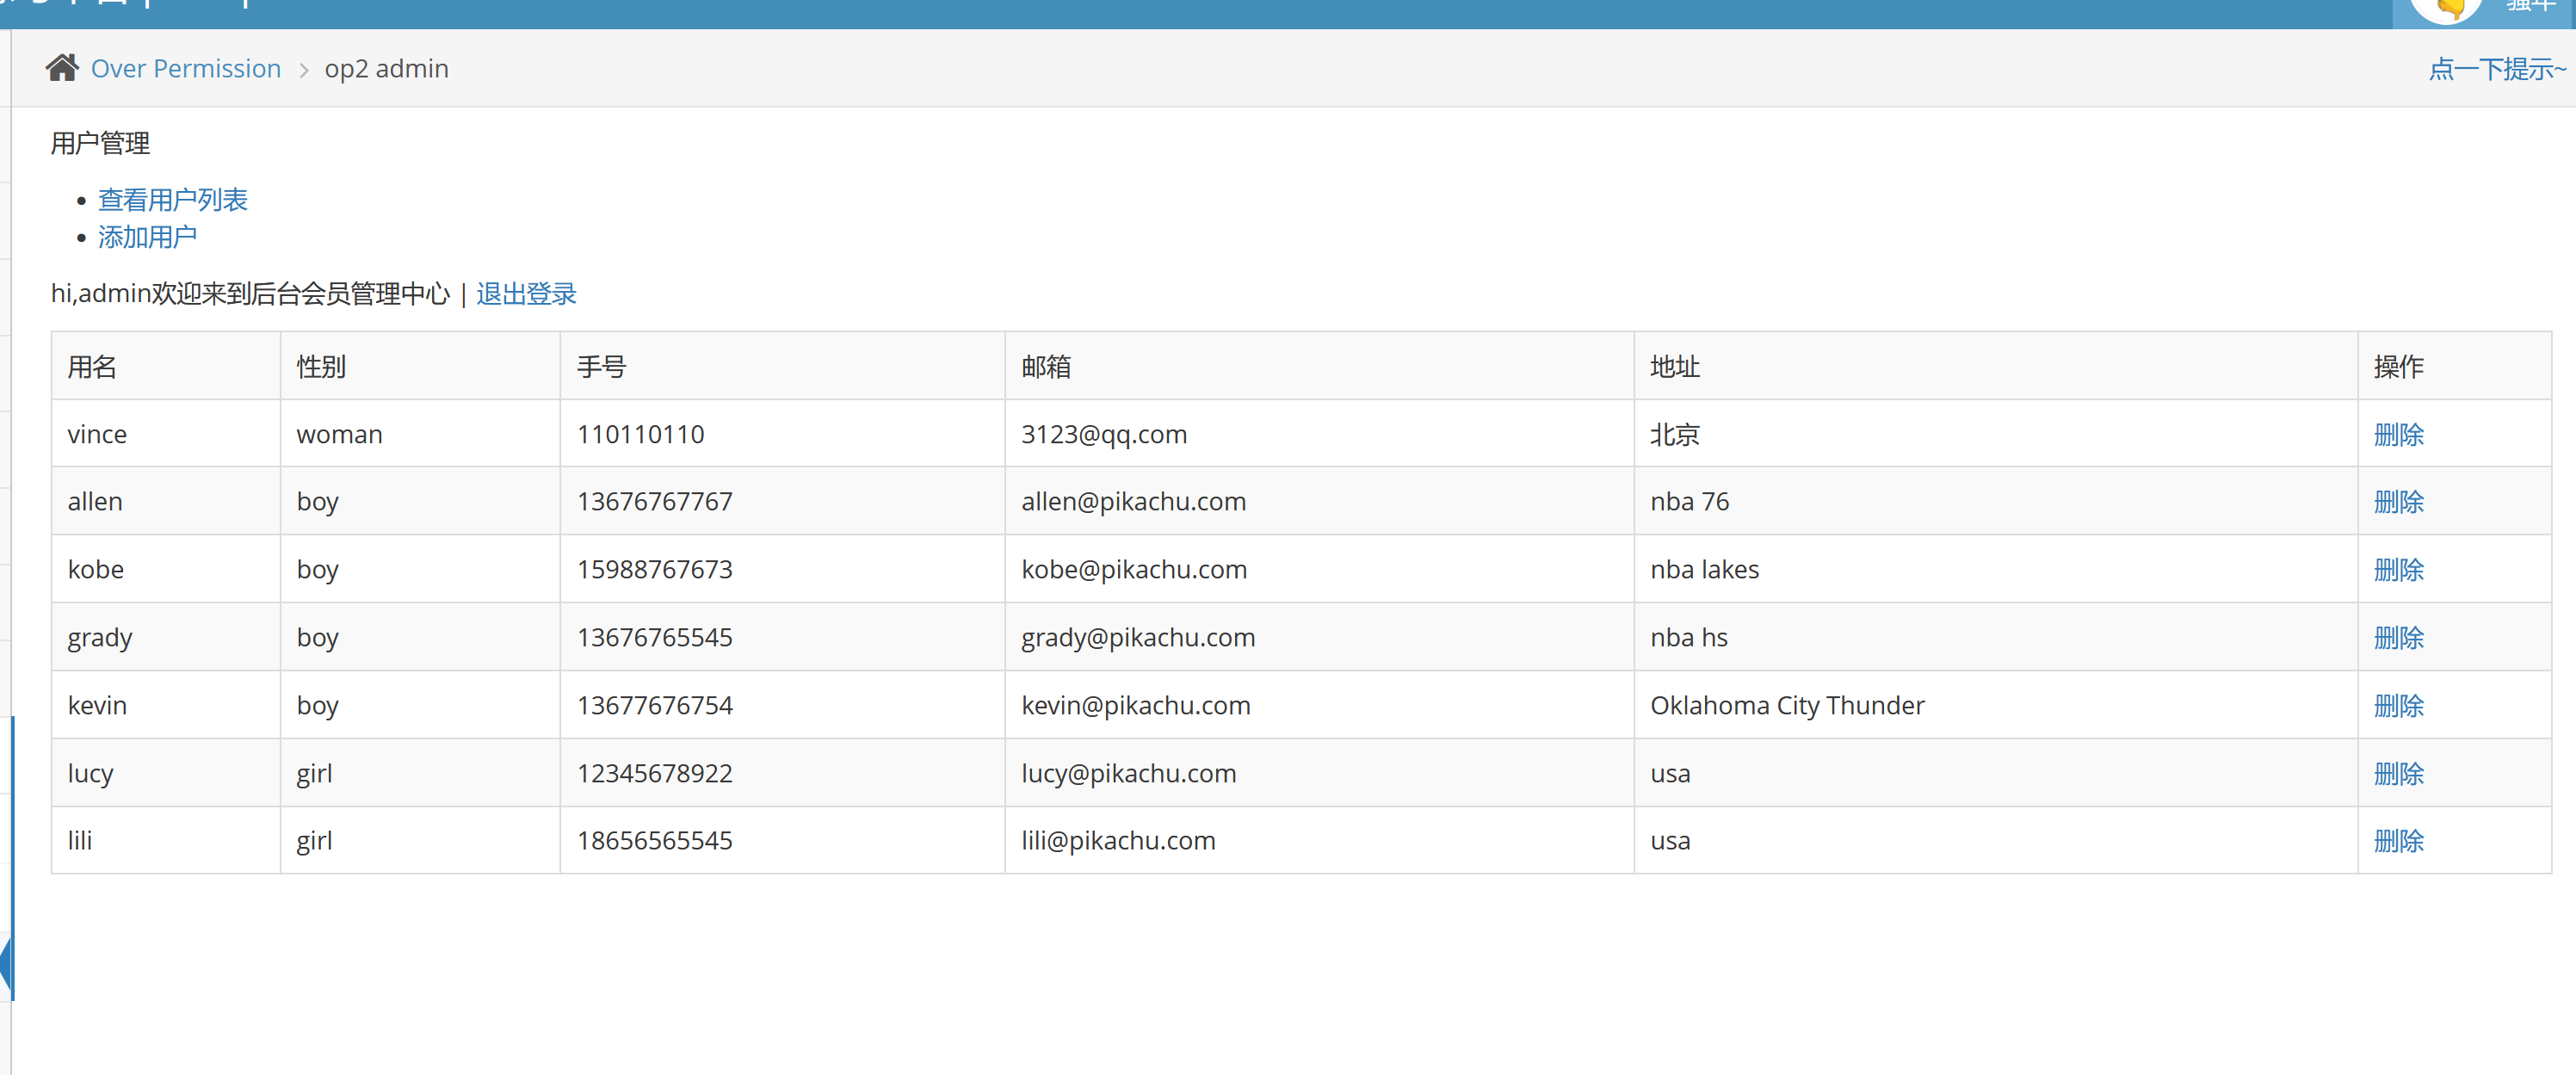 Over Permission > op2 admin 点一下提示~
用户管理
查看用户列表
添加用户
hi,admin欢迎来到后台会员管理中心 | 退出登录
用名 性别 手号 邮箱 地址 操作
vince woman 110110110 3123@qq.com 北京 删除
allen boy 13676767767 allen@pikachu.com nba 76 删除
kobe boy 15988767673 kobe@pikachu.com nba lakes 删除
grady boy 13676765545 grady@pikachu.com nba hs 删除
kevin boy 13677676754 kevin@pikachu.com Oklahoma City Thunder 删除
lucy girl 12345678922 lucy@pikachu.com usa 删除
lili girl 18656565545 lili@pikachu.com usa 删除